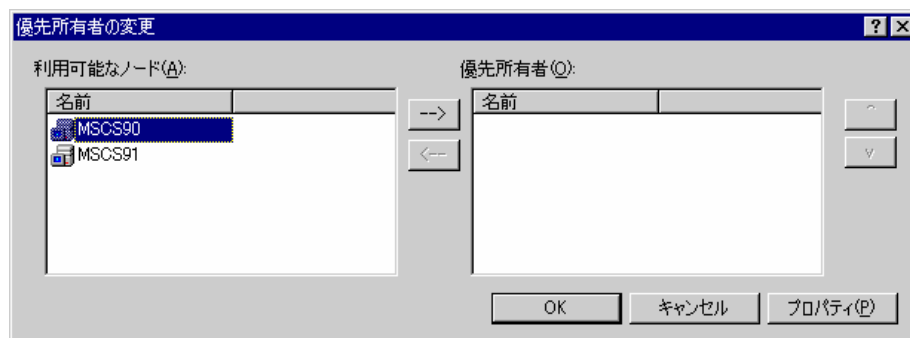 優先所有者の変更
? ×
利用可能なノード(A):
優先所有者(O):
名前
MSCS90
MSCS91
-->
<--
名前
^
v
OK
キャンセル
プロパティ(P)